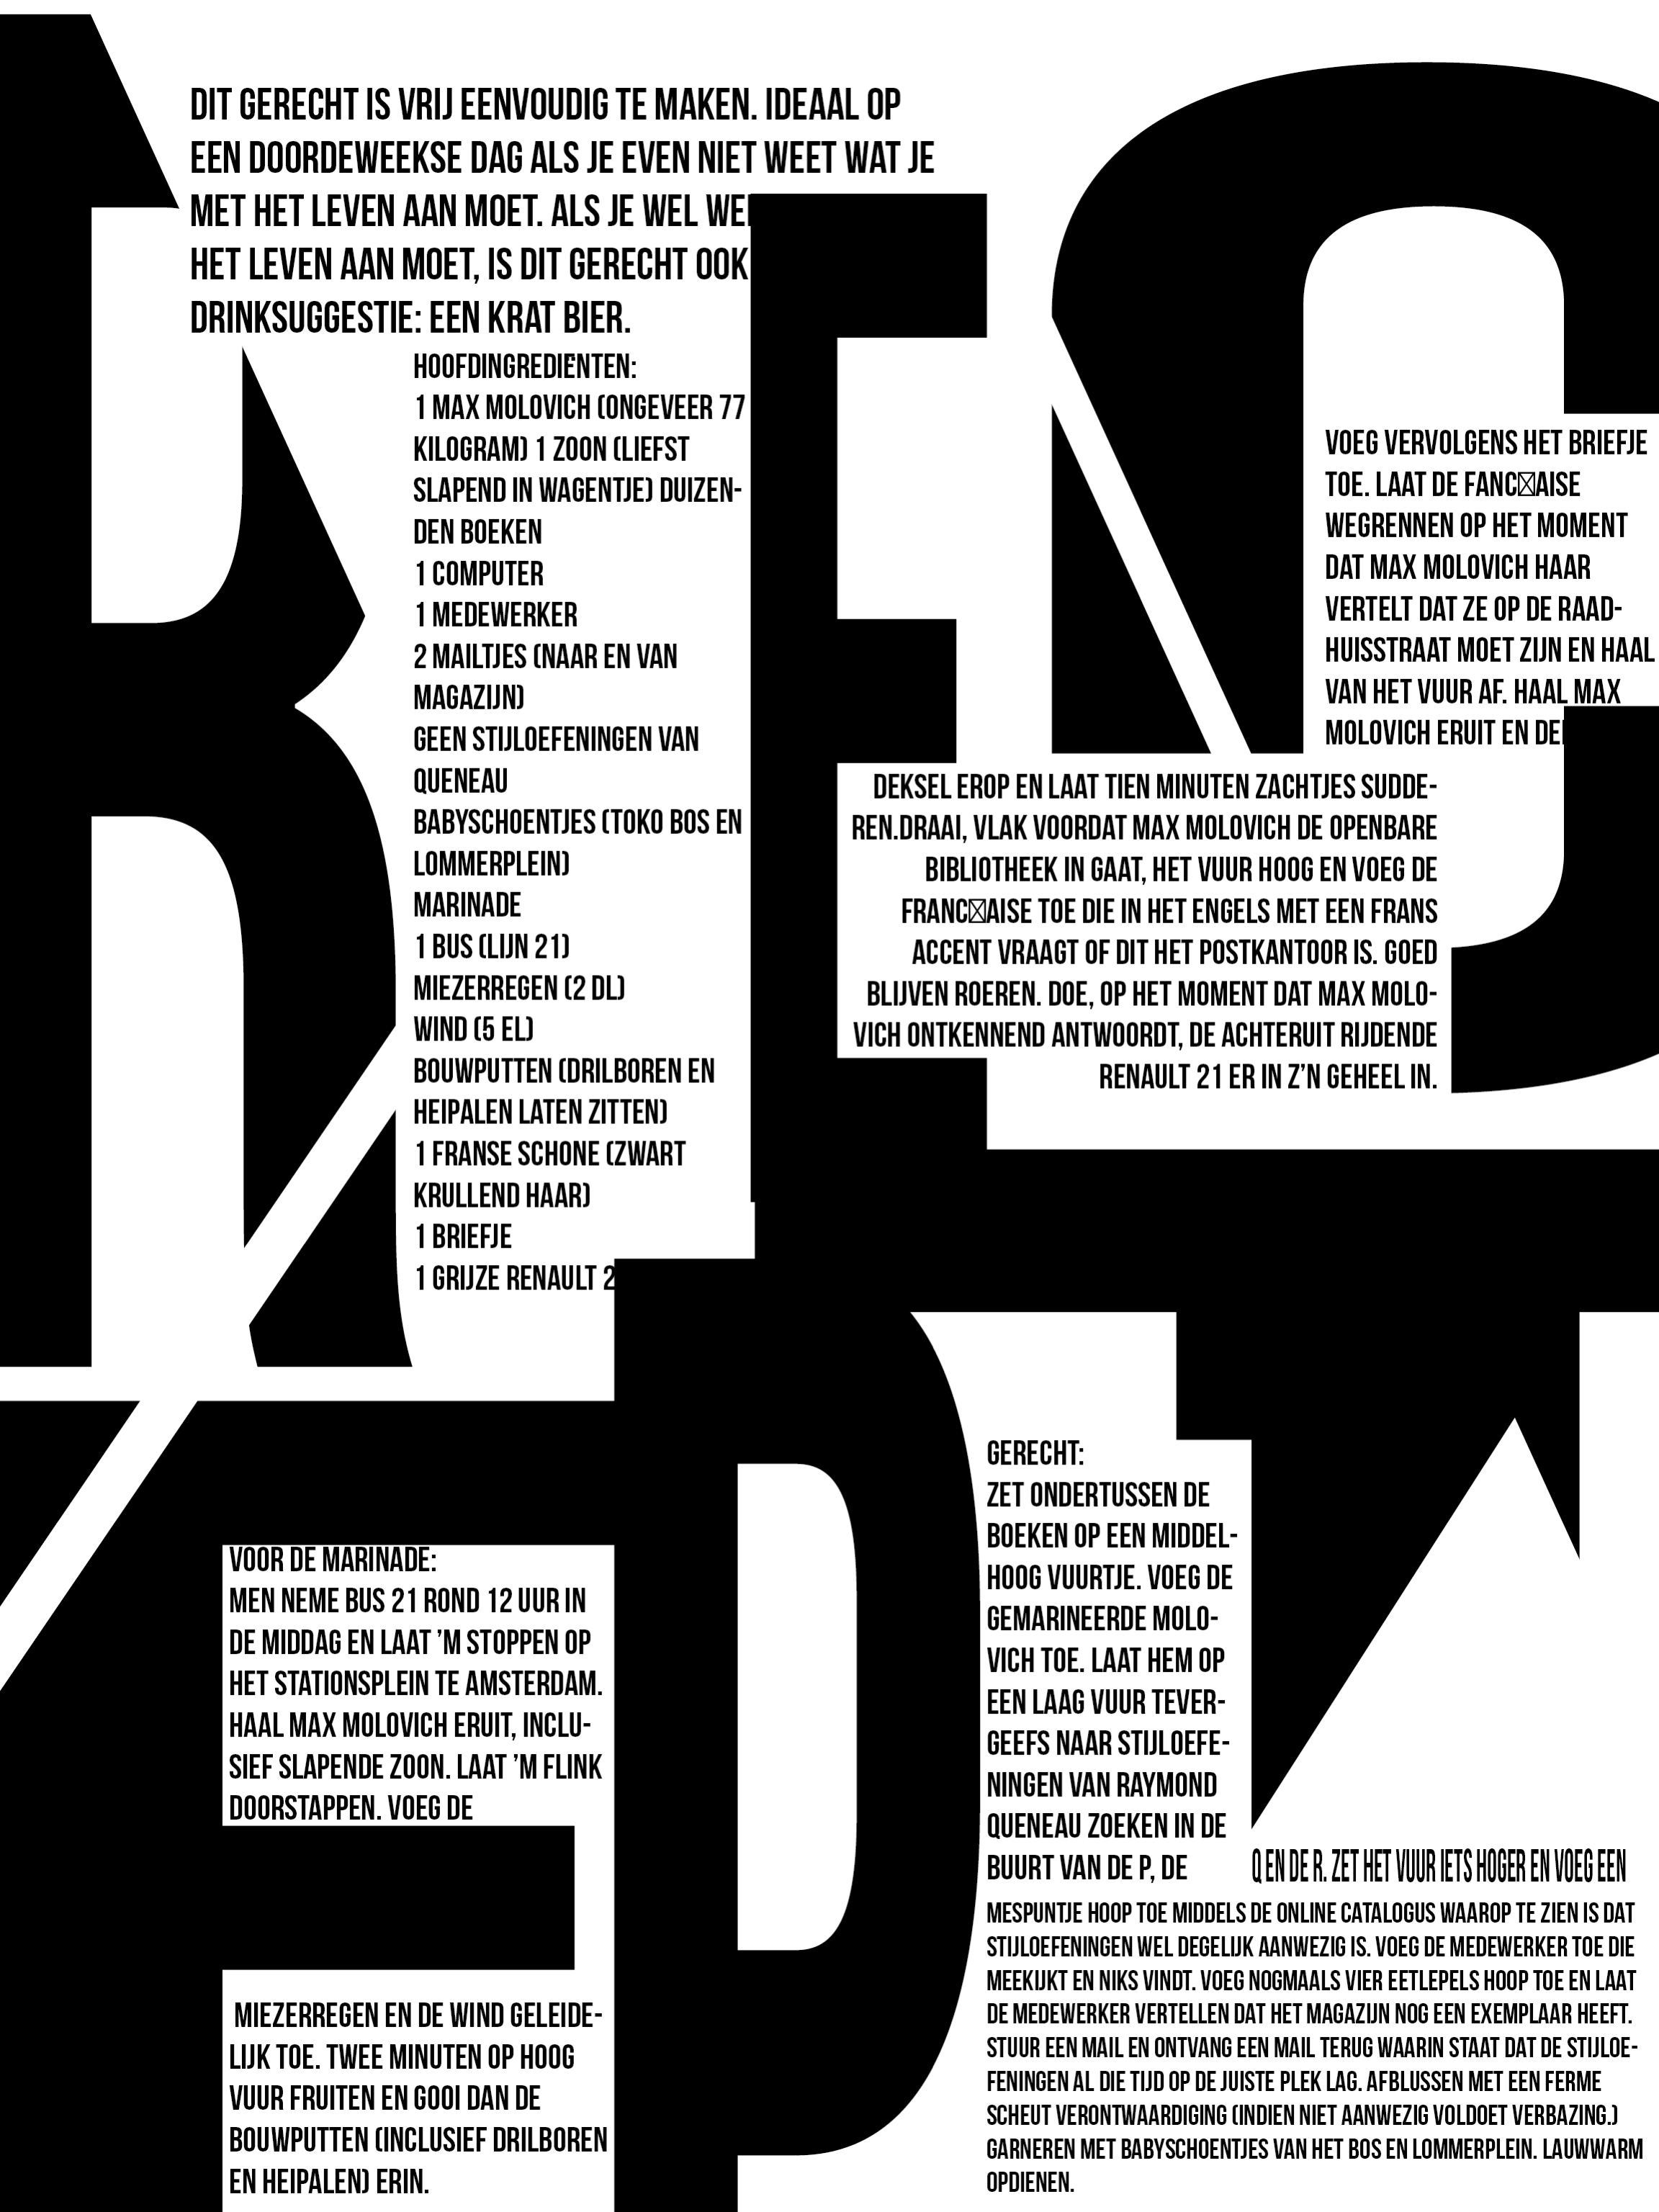 DIT GERECHT IS VRIJ EENVOUDIG TE MAKEN. IDEAAL OP
EEN DOORDEWEEKSE DAG ALS JE EVEN NIET WEET WAT JE
MET HET LEVEN AAN MOET. ALS JE WEL
HET LEVEN AAN MOET, IS DIT GERECHT OOK
DRINKSUGGESTIE: EEN KRAT BIER.
HOOFDINGREDIËNTEN:
1 MAX MOLOVICH (ONGEVEER 77
KILOGRAM) 1 ZOON (LIEFST
SLAPEND IN WAGENTJE) DUIZEN-
DEN BOEKEN
1 COMPUTER
1 MEDEWERKER
2 MAILTJES (NAAR EN VAN
MAGAZIJN)
GEEN STIJLOEFENINGEN VAN
QUENEAU
BABYSCHOENTJES (TOKO BOS EN
LOMMERPLEIN)
MARINADE
1 BUS (LIJN 21)
MIEZERREGEN (2 DL)
WIND (5 EL)
BOUWPUTTEN (DRILBOREN EN
HEIPALEN LATEN ZITTEN)
1 FRANSE SCHONE (ZWART
KRULLEND HAAR)
1 BRIEFJE
1 GRIJZE RENAULT 2
VOOR DE MARINADE:
MEN NEME BUS 21 ROND 12 UUR IN
DE MIDDAG EN LAAT ’M STOPPEN OP
HET STATIONSPLEIN TE AMSTERDAM.
HAAL MAX MOLOVICH ERUIT, INCLU-
SIEF SLAPENDE ZOON. LAAT ’M FLINK
DOORSTAPPEN. VOEG DE
MIEZERREGEN EN DE WIND GELEIDE-
LIJK TOE. TWEE MINUTEN OP HOOG
VUUR FRUITEN EN GOOI DAN DE
BOUWPUTTEN (INCLUSIEF DRILBOREN
EN HEIPALEN) ERIN.
DEKSEL EROP EN LAAT TIEN MINUTEN ZACHTJES SUDDE-
REN.DRAAI, VLAK VOORDAT MAX MOLOVICH DE OPENBARE
BIBLIOTHEEK IN GAAT, HET VUUR HOOG EN VOEG DE
FRANC☒AISE TOE DIE IN HET ENGELS MET EEN FRANS
ACCENT VRAAGT OF DIT HET POSTKANTOOR IS. GOED
BLIJVEN ROEREN. DOE, OP HET MOMENT DAT MAX MOLO-
VICH ONTKENNEND ANTWOORDT, DE ACHTERUIT RIJDENDE
RENAULT 21 ER IN Z’N GEHEEL IN.
VOEG VERVOLGENS HET BRIEFJE
TOE. LAAT DE FANC☒AISE
WEGRENNEN OP HET MOMENT
DAT MAX MOLOVICH HAAR
VERTELT DAT ZE OP DE RAAD-
HUISSTRAAT MOET ZIJN EN HAAL
VAN HET VUUR AF. HAAL MAX
MOLOVICH ERUIT EN
GERECHT:
ZET ONDERTUSSEN DE
BOEKEN OP EEN MIDDEL-
HOOG VUURTJE. VOEG DE
GEMARINEERDE MOLO-
VICH TOE. LAAT HEM OP
EEN LAAG VUUR TEVER-
GEEFS NAAR STIJLOEFE-
NINGEN VAN RAYMOND
QUENEAU ZOEKEN IN DE
BUURT VAN DE P, DE
Q EN DE R. ZET HET VUUR IETS HOGER EN VOEG EEN
MESPUNTJE HOOP TOE MIDDELS DE ONLINE CATALOGUS WAAROP TE ZIEN IS DAT
STIJLOEFENINGEN WEL DEGELIJK AANWEZIG IS. VOEG DE MEDEWERKER TOE DIE
MEEKIJKT EN NIKS VINDT. VOEG NOGMAALS VIER EETLEPELS HOOP TOE EN LAAT
DE MEDEWERKER VERTELLEN DAT HET MAGAZIJN NOG EEN EXEMPLAAR HEEFT.
STUUR EEN MAIL EN ONTVANG EEN MAIL TERUG WAARIN STAAT DAT DE STIJLOE-
FENINGEN AL DIE TIJD OP DE JUISTE PLEK LAG. AFBLUSSEN MET EEN FERME
SCHEUT VERONTWAARDIGING (INDIEN NIET AANWEZIG VOLDOET VERBAZING.)
GARNEREN MET BABYSCHOENTJES VAN HET BOS EN LOMMERPLEIN. LAUWWARM
OPDIENEN.